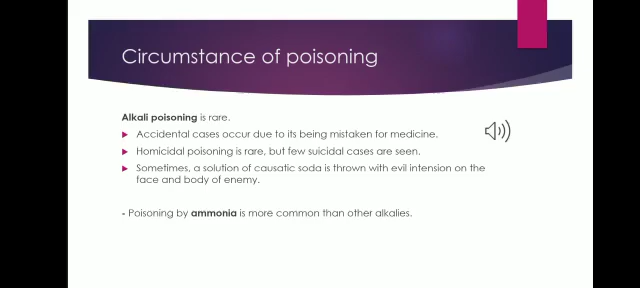 Circumstance of poisoning
Alkali poisoning is rare.
Accidental cases occur due to its being mistaken for medicine.
Homicidal poisoning is rare, but few suicidal cases are seen.
Sometimes, a solution of causatic soda is thrown with evil intension on the
face and body of enemy.
- Poisoning by ammonia is more common than other alkalies.